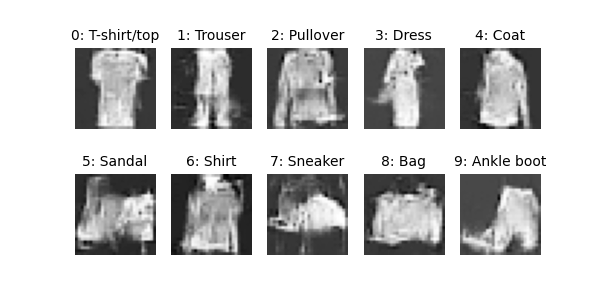 0: T-shirt/top 1: Trouser 2: Pullover 3: Dress 4: Coat
5: Sandal 6: Shirt 7: Sneaker 8: Bag 9: Ankle boot